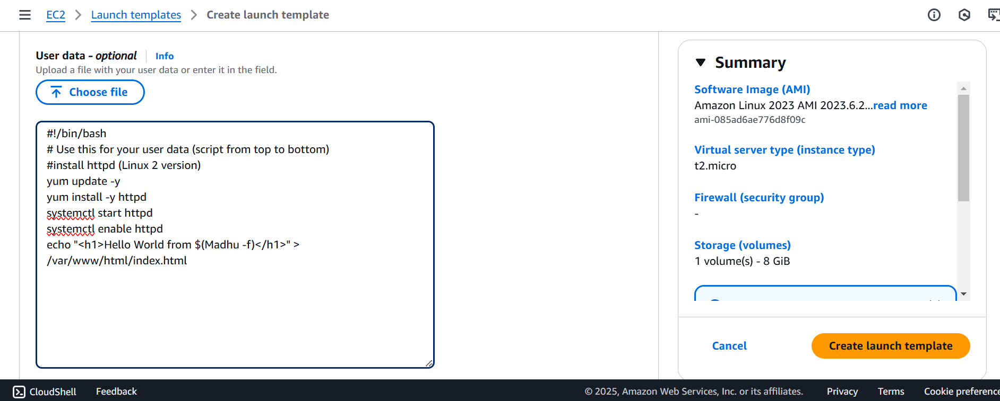 EC2 > Launch templates > Create launch template
User data - optional | Info
Upload a file with your user data or enter it in the field.
Choose file
#!/bin/bash
# Use this for your user data (script from top to bottom)
#install httpd (Linux 2 version)
yum update -y
yum install -y httpd
systemctl start httpd
systemctl enable httpd
echo "<h1>Hello World from $(Madhu -f)</h1>" >
/var/www/html/index.html
Summary
Software Image (AMI)
Amazon Linux 2023 AMI 2023.6.2...read more
ami-085ad6ae776d8f09c
Virtual server type (instance type)
t2.micro
Firewall (security group)
-
Storage (volumes)
1 volume(s) - 8 GiB
Cancel
Create launch template
CloudShell Feedback
© 2025, Amazon Web Services, Inc. or its affiliates. Privacy Terms Cookie preference